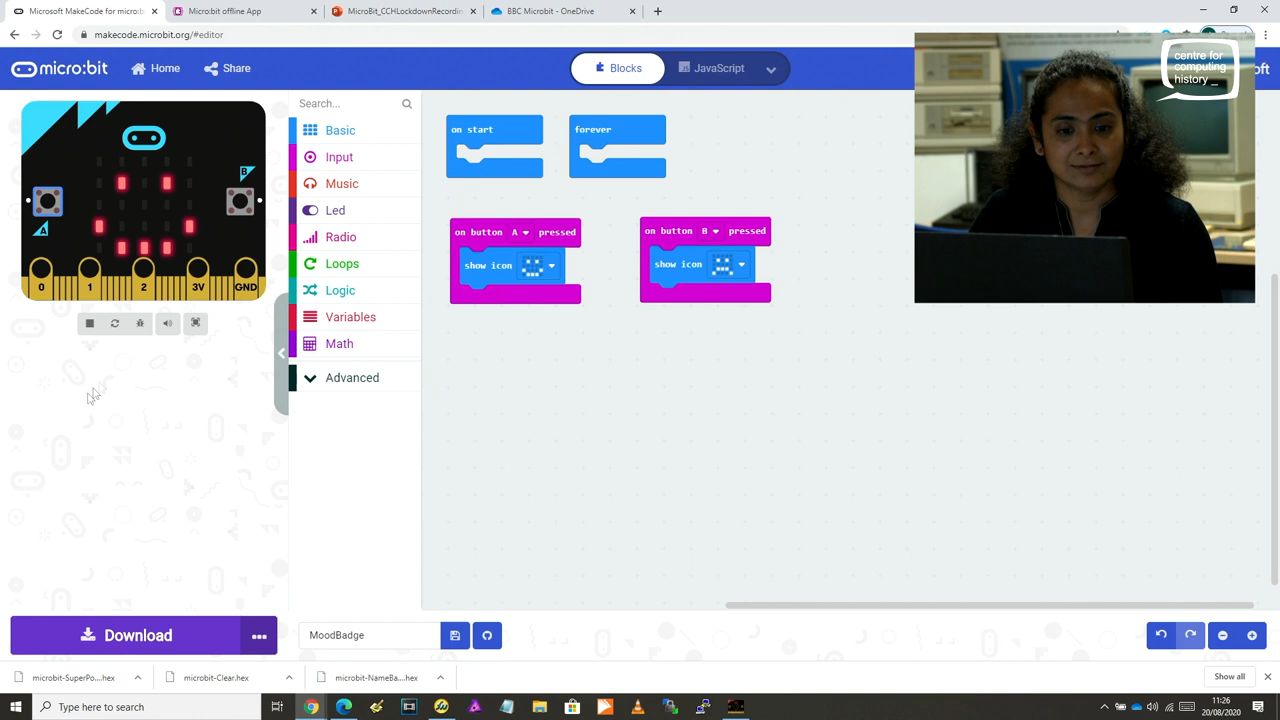 Microsoft MakeCode for micro:b
Microbit offline App
MicroBit_CCHLockdownRecordin
BBC Microbit - OneDrive
makecode.microbit.org/#editor
micro:bit
Home
Share
Blocks
JavaScript
oft
centre for
computing
history _
Search...
Basic
Input
Music
Led
Radio
Loops
Logic
Variables
Math
Advanced
B
A
0
1
2
3V
GND
on start
forever
on button A pressed
show icon
on button B pressed
show icon
Download
MoodBadge
microbit-SuperPo....hex
microbit-Clear.hex
microbit-NameBa....hex
Show all
Type here to search
11:26
20/08/2020